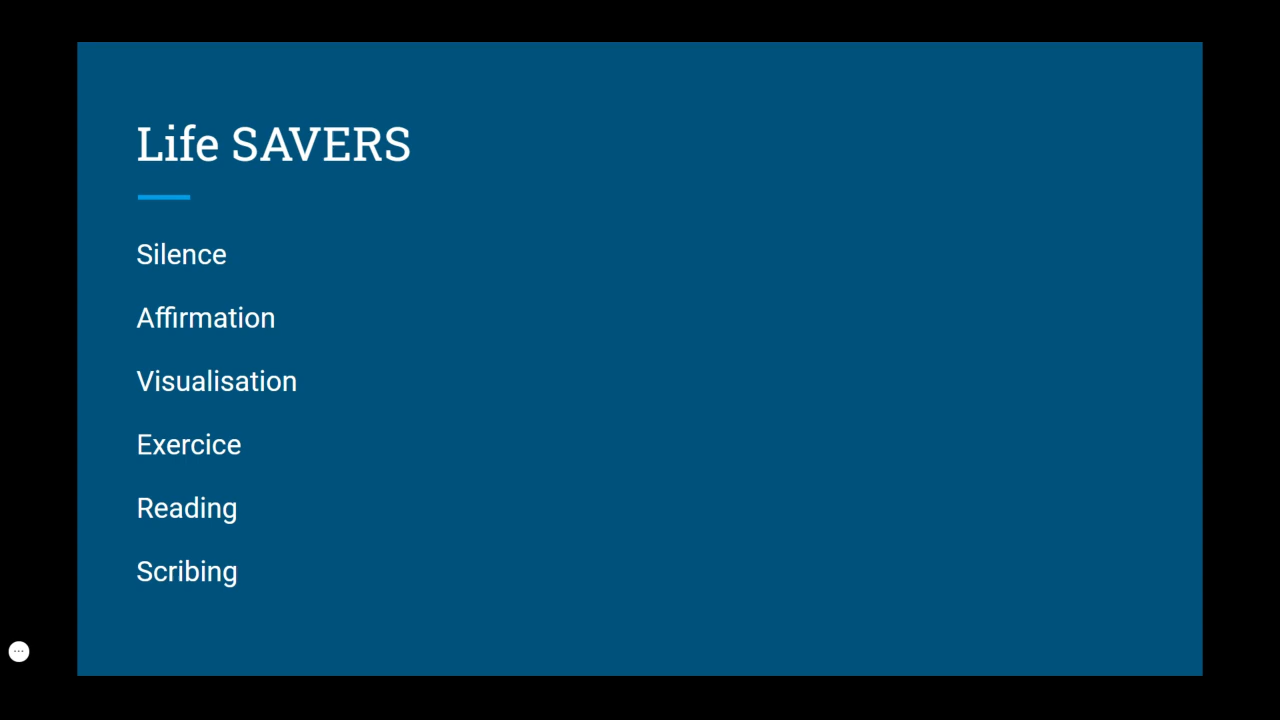 Life SAVERS
Silence
Affirmation
Visualisation
Exercice
Reading
Scribing